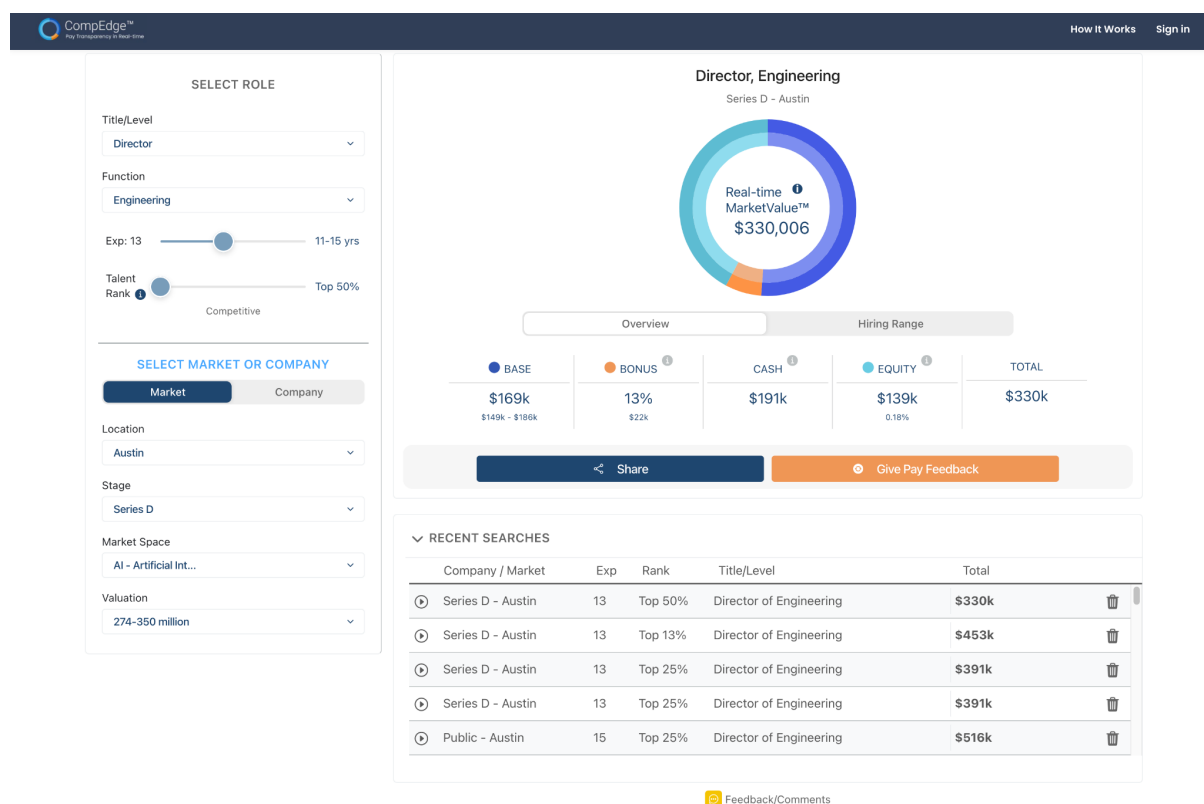 CompEdge™
Pay Transparency in Real-time
How It Works
Sign in
SELECT ROLE
Title/Level
Director
Function
Engineering
Exp: 13
11-15 yrs
Talent
Rank
Top 50%
Competitive
SELECT MARKET OR COMPANY
Market
Company
Location
Austin
Stage
Series D
Market Space
AI - Artificial Int...
Valuation
274-350 million
Director, Engineering
Series D - Austin
Real-time
MarketValue™
$330,006
Overview
Hiring Range
BASE
BONUS
CASH
EQUITY
TOTAL
$169k
13%
$191k
$139k
$330k
$149k - $186k
$22k
0.18%
Share
Give Pay Feedback
RECENT SEARCHES
Company / Market Exp Rank Title/Level Total
Series D - Austin 13 Top 50% Director of Engineering $330k
Series D - Austin 13 Top 13% Director of Engineering $453k
Series D - Austin 13 Top 25% Director of Engineering $391k
Series D - Austin 13 Top 25% Director of Engineering $391k
Public - Austin 15 Top 25% Director of Engineering $516k
Feedback/Comments